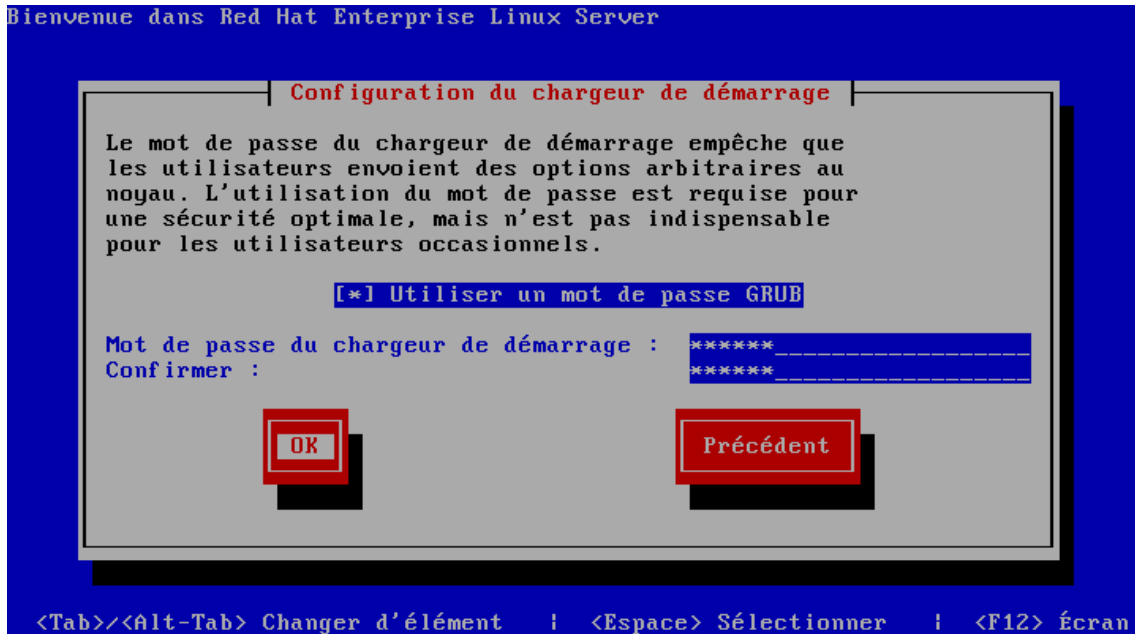 Bienvenue dans Red Hat Enterprise Linux Server
Configuration du chargeur de démarrage
Le mot de passe du chargeur de démarrage empêche que
les utilisateurs envoient des options arbitraires au
noyau. L'utilisation du mot de passe est requise pour
une sécurité optimale, mais n'est pas indispensable
pour les utilisateurs occasionnels.
[*] Utiliser un mot de passe GRUB
Mot de passe du chargeur de démarrage : ******__________________
Confirmer : ******__________________
OK Précédent
<Tab>/<Alt-Tab> Changer d'élément | <Espace> Sélectionner | <F12> Écran